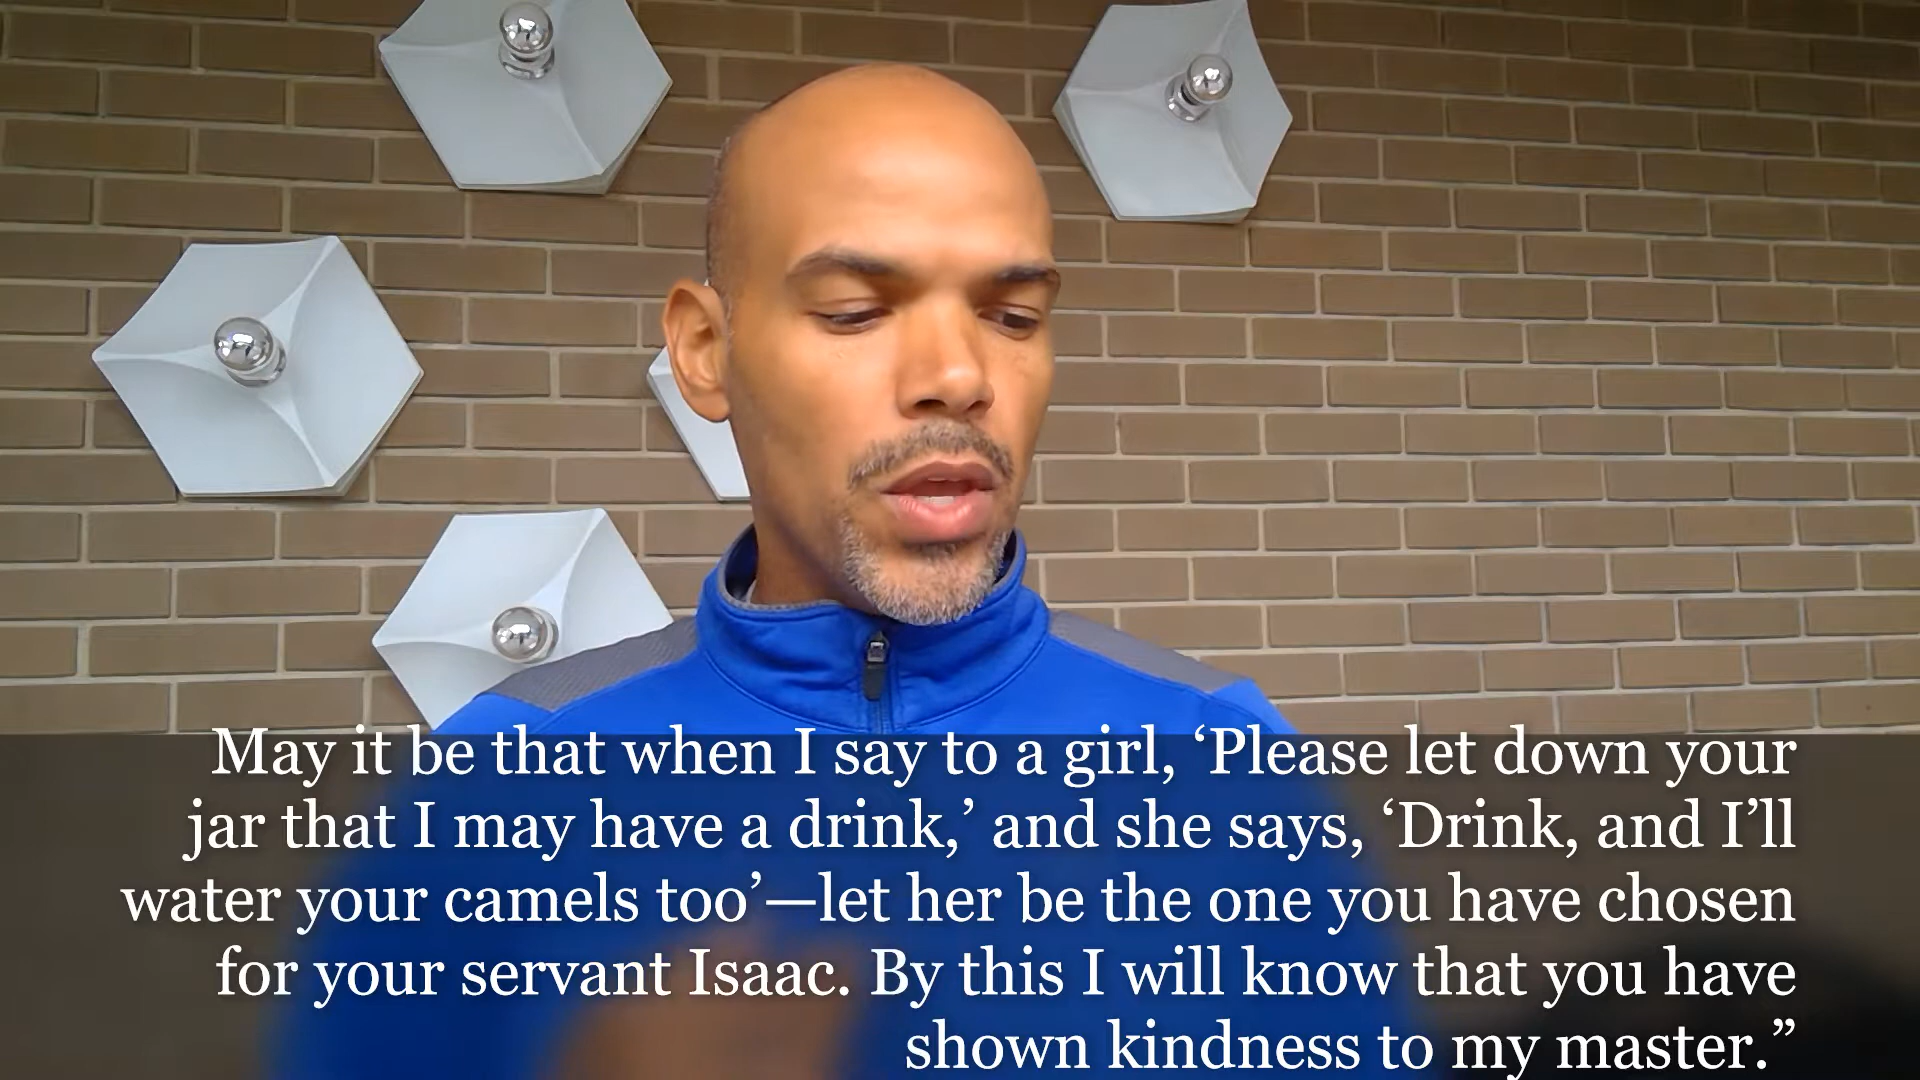 May it be that when I say to a girl, ‘Please let down your
jar that I may have a drink,’ and she says, ‘Drink, and I’ll
water your camels too’—let her be the one you have chosen
for your servant Isaac. By this I will know that you have
shown kindness to my master.”